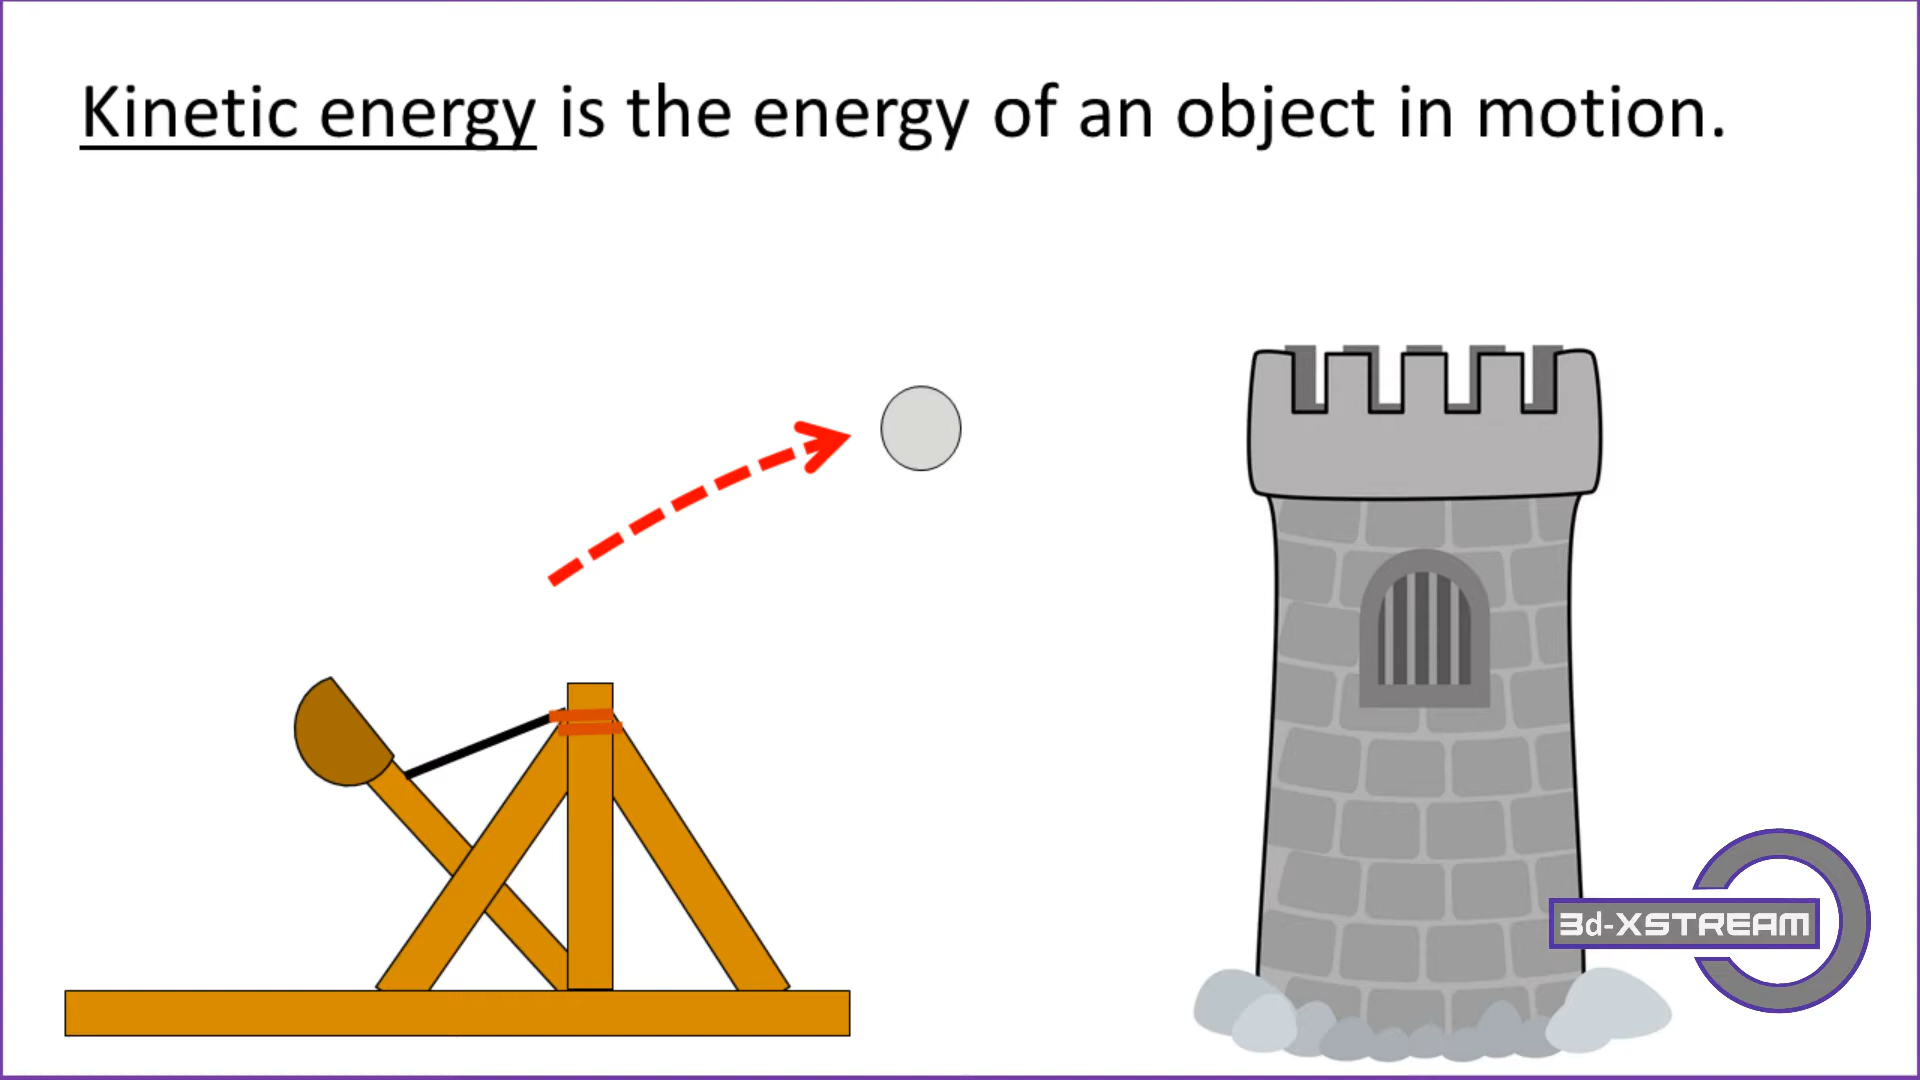 Kinetic energy is the energy of an object in motion.
3d-XSTREAM